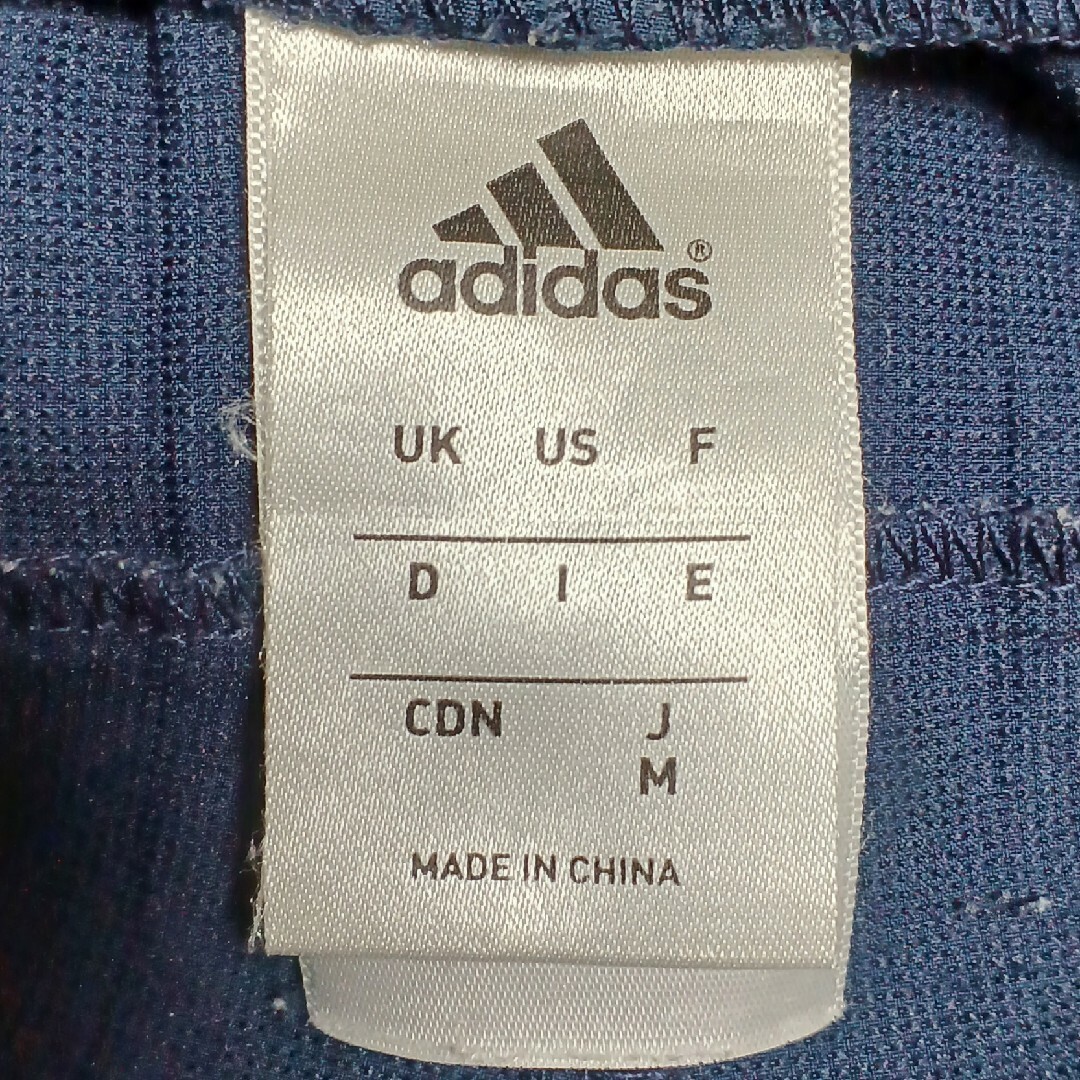 adidas®
UK US F
D I E
CDN J
M
MADE IN CHINA